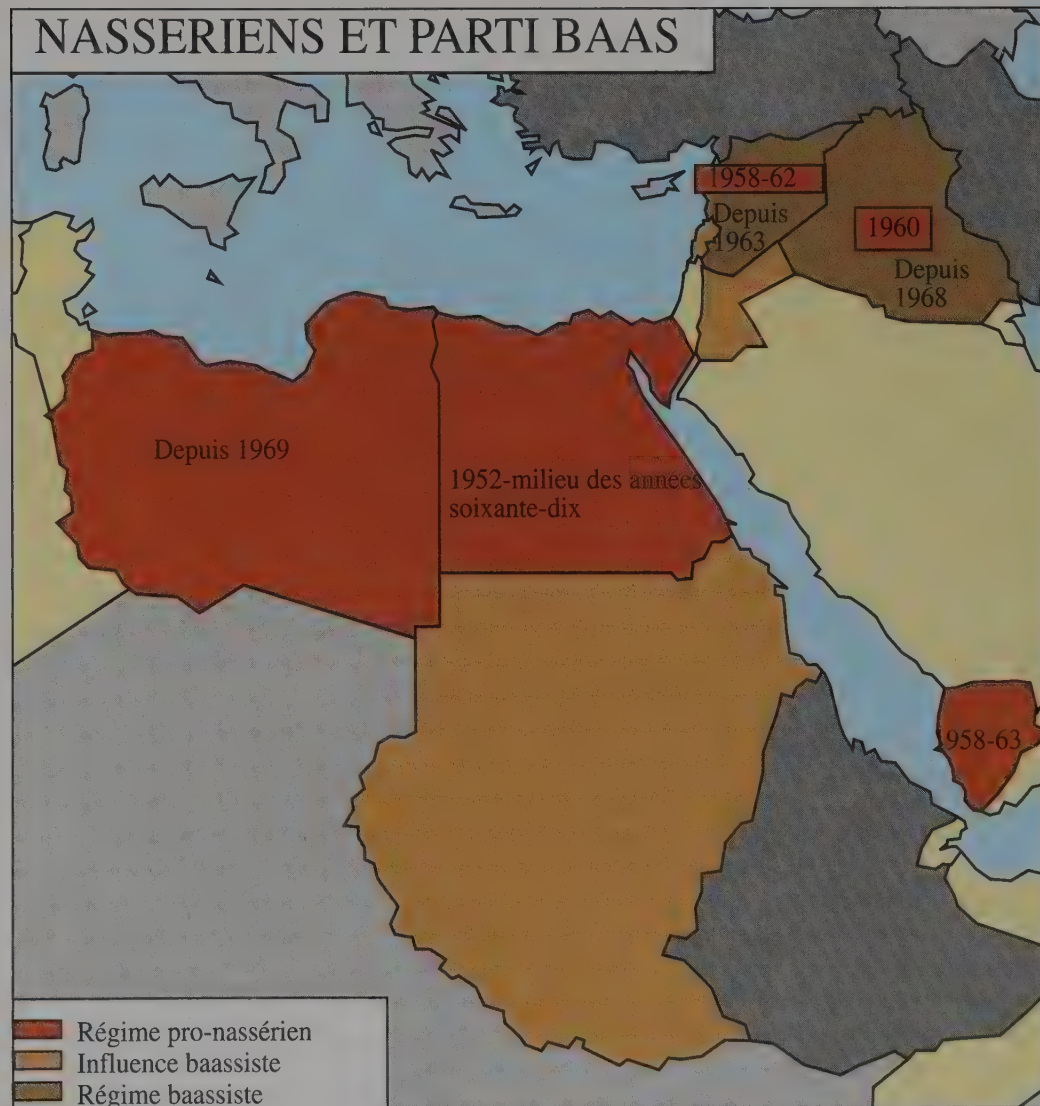 NASSERIENS ET PARTI BAAS
1958-62
Depuis
1963
1960
Depuis
1968
Depuis 1969
1952-milieu des années
soixante-dix
958-63
Régime pro-nassérien
Influence baassiste
Régime baassiste